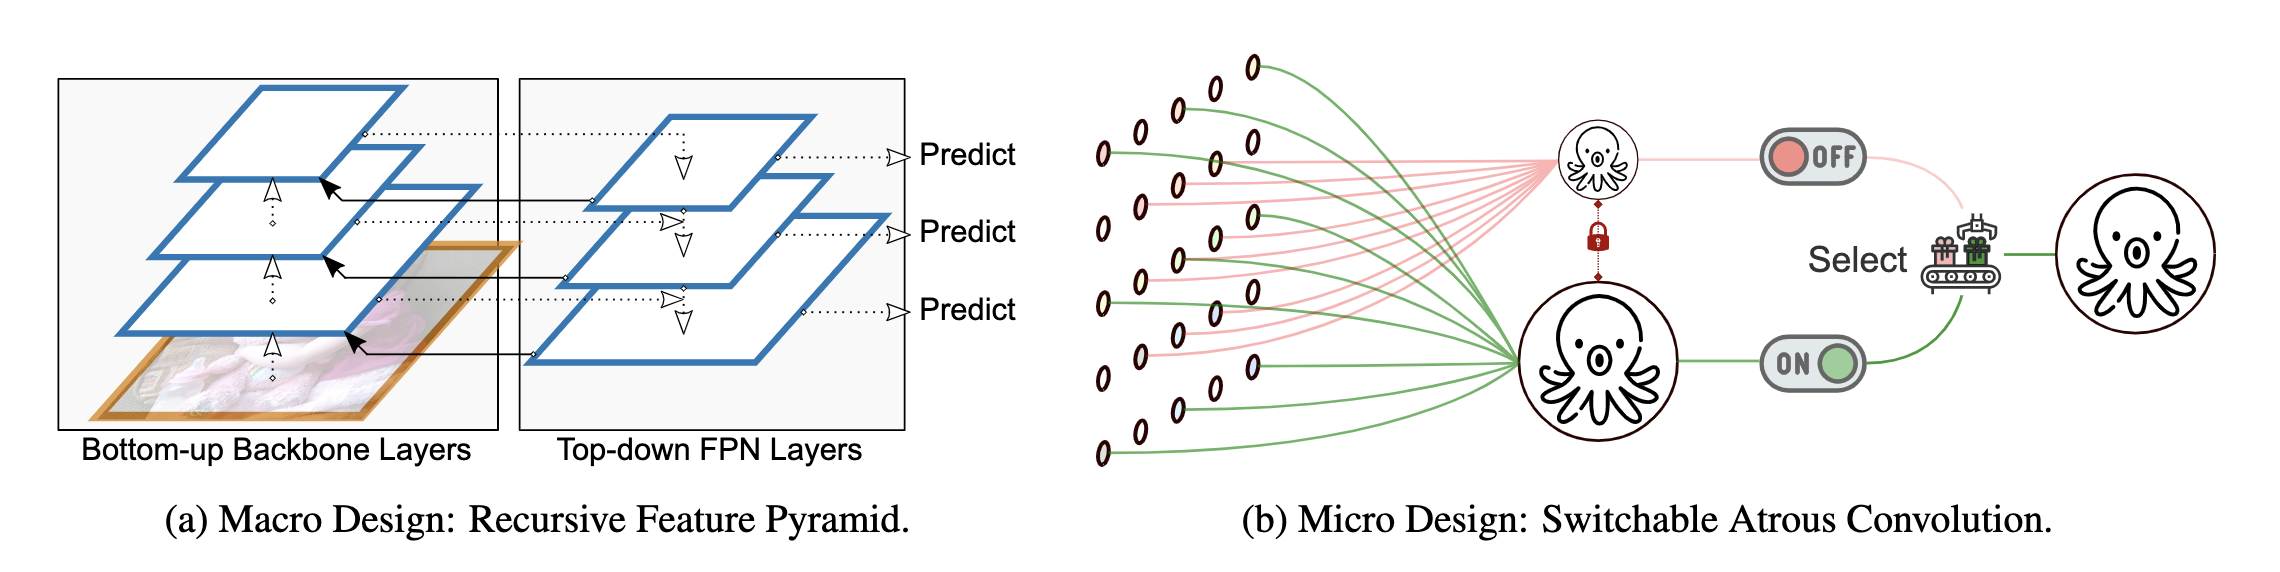 Predict
Predict
Predict
Bottom-up Backbone Layers
Top-down FPN Layers
(a) Macro Design: Recursive Feature Pyramid.
OFF
Select
ON
(b) Micro Design: Switchable Atrous Convolution.